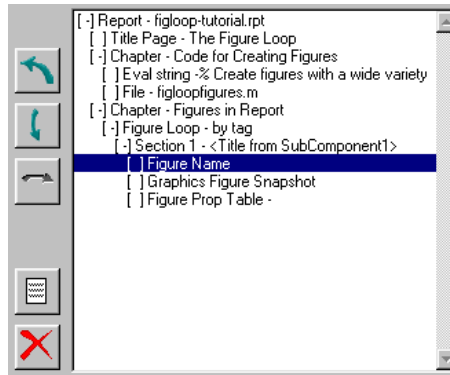 [-] Report - figloop-tutorial.rpt
[ ] Title Page - The Figure Loop
[-] Chapter - Code for Creating Figures
[ ] Eval string -% Create figures with a wide variety
[ ] File - figloopfigures.m
[-] Chapter - Figures in Report
[-] Figure Loop - by tag
[-] Section 1 - <Title from SubComponent1>
[ ] Figure Name
[ ] Graphics Figure Snapshot
[ ] Figure Prop Table -